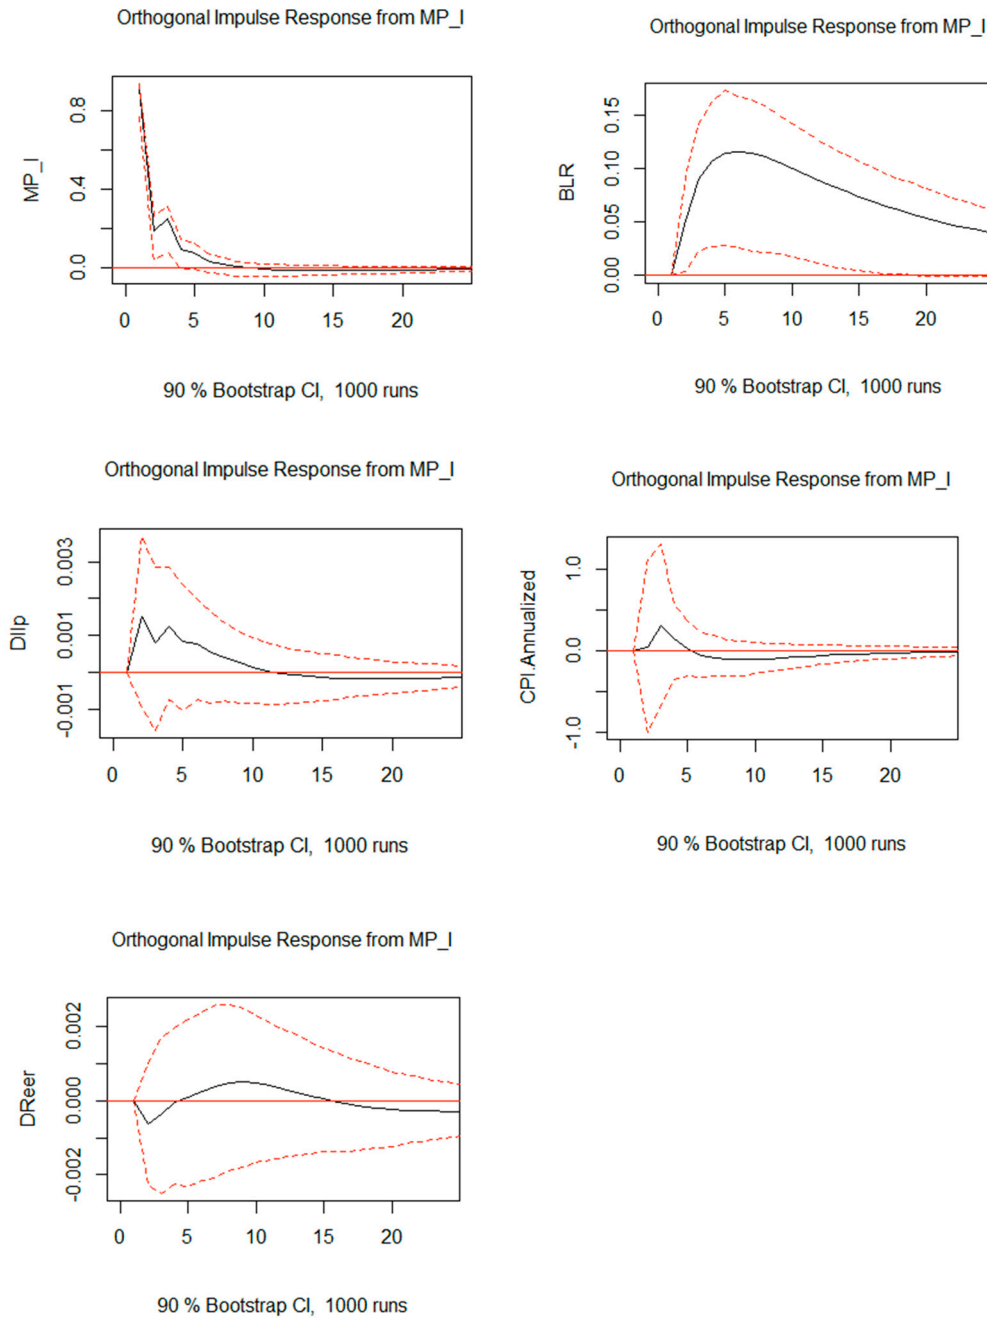 Orthogonal Impulse Response from MP_I
MP_I
0.8
0.4
0.0
0 5 10 15 20
90 % Bootstrap CI, 1000 runs
Orthogonal Impulse Response from MP_I
BLR
0.15
0.10
0.05
0.00
0 5 10 15 20
90 % Bootstrap CI, 1000 runs
Orthogonal Impulse Response from MP_I
0.003
0.001
-0.001
0 5 10 15 20
90 % Bootstrap CI, 1000 runs
Orthogonal Impulse Response from MP_I
CPI.Annualized
1.0
0.0
-1.0
0 5 10 15 20
90 % Bootstrap CI, 1000 runs
Orthogonal Impulse Response from MP_I
DReer
0.002
0.000
-0.002
0 5 10 15 20
90 % Bootstrap CI, 1000 runs